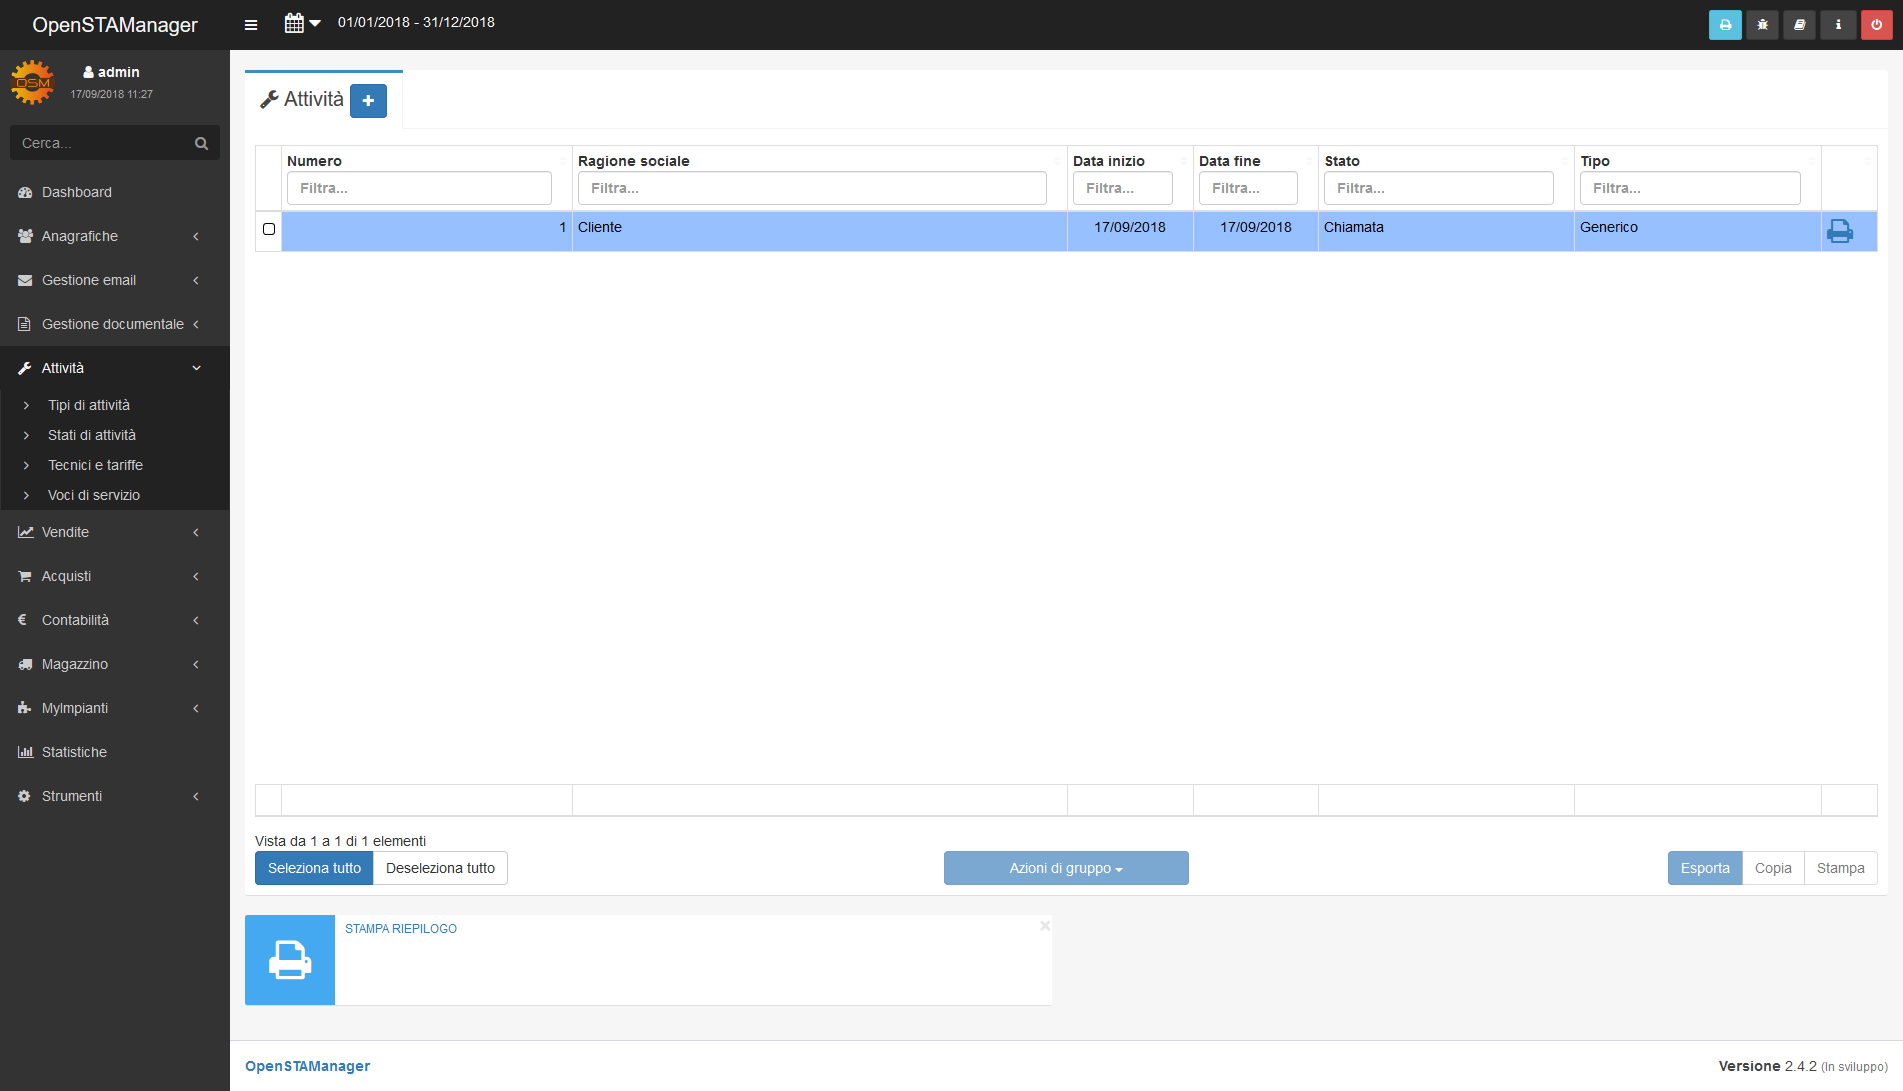 OpenSTAManager
01/01/2018 - 31/12/2018
OSM
admin
17/09/2018 11:27
Cerca...
Dashboard
Anagrafiche
Gestione email
Gestione documentale
Attività
Tipi di attività
Stati di attività
Tecnici e tariffe
Voci di servizio
Vendite
Acquisti
Contabilità
Magazzino
MyImpianti
Statistiche
Strumenti
Attività
Numero Ragione sociale Data inizio Data fine Stato Tipo
Filtra... Filtra... Filtra... Filtra... Filtra... Filtra...
1 Cliente 17/09/2018 17/09/2018 Chiamata Generico
Vista da 1 a 1 di 1 elementi
Seleziona tutto Deseleziona tutto Azioni di gruppo Esporta Copia Stampa
STAMPA RIEPILOGO
OpenSTAManager Versione 2.4.2 (In sviluppo)